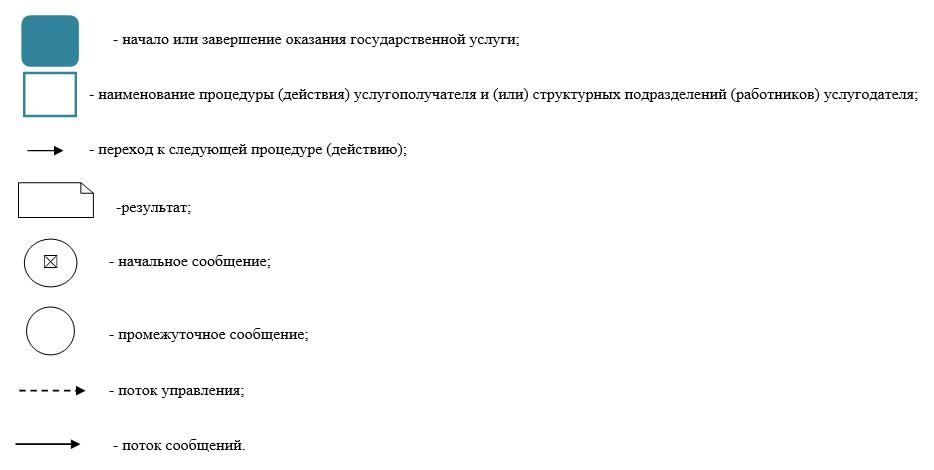 - начало или завершение оказания государственной услуги;
- наименование процедуры (действия) услугополучателя и (или) структурных подразделений (работников) услугодателя;
- переход к следующей процедуре (действию);
-результат;
- начальное сообщение;
- промежуточное сообщение;
- поток управления;
- поток сообщений.